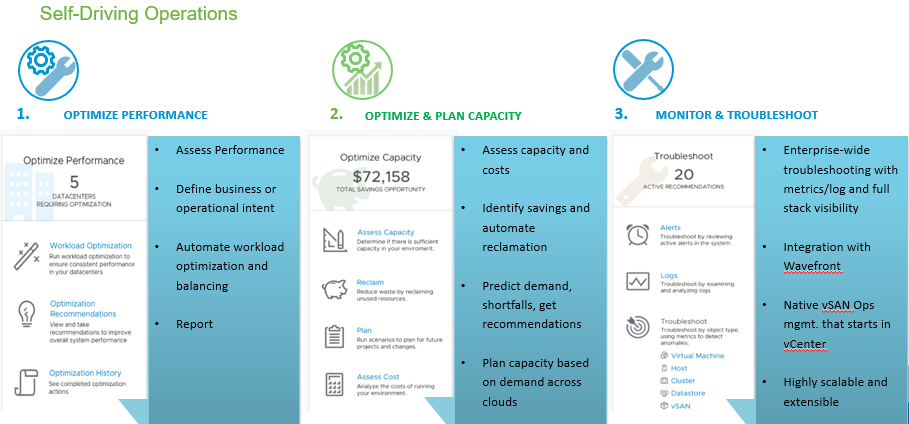 Self-Driving Operations
1. OPTIMIZE PERFORMANCE
Optimize Performance
5
DATACENTERS
REQUIRING OPTIMIZATION
Workload Optimization
Run workload optimization to
ensure consistent performance
in your datacenters
Optimization
Recommendations
View and take
recommendations to improve
overall system performance
Optimization History
See completed optimization
actions
• Assess Performance
• Define business or
operational intent
• Automate workload
optimization and
balancing
• Report
2. OPTIMIZE & PLAN CAPACITY
Optimize Capacity
$72,158
TOTAL SAVINGS OPPORTUNITY
Assess Capacity
Determine if there is sufficient
capacity in your environment.
Reclaim
Reduce waste by reclaiming
unused resources.
Plan
Run scenarios to plan for future
projects and changes.
Assess Cost
Analyze the costs of running
your environment.
• Assess capacity and
costs
• Identify savings and
automate
reclamation
• Predict demand,
shortfalls, get
recommendations
• Plan capacity based
on demand across
clouds
3. MONITOR & TROUBLESHOOT
Troubleshoot
20
ACTIVE RECOMMENDATIONS
Alerts
Troubleshoot by reviewing
active alerts in the system.
Logs
Troubleshoot by examining
and analyzing logs
Troubleshoot
Troubleshoot by object type,
using metrics to detect
anomalies:
Virtual Machine
Host
Cluster
Datastore
vSAN
• Enterprise-wide
troubleshooting with
metrics/log and full
stack visibility
• Integration with
Wavefront
• Native vSAN Ops
mgmt. that starts in
vCenter
• Highly scalable and
extensible